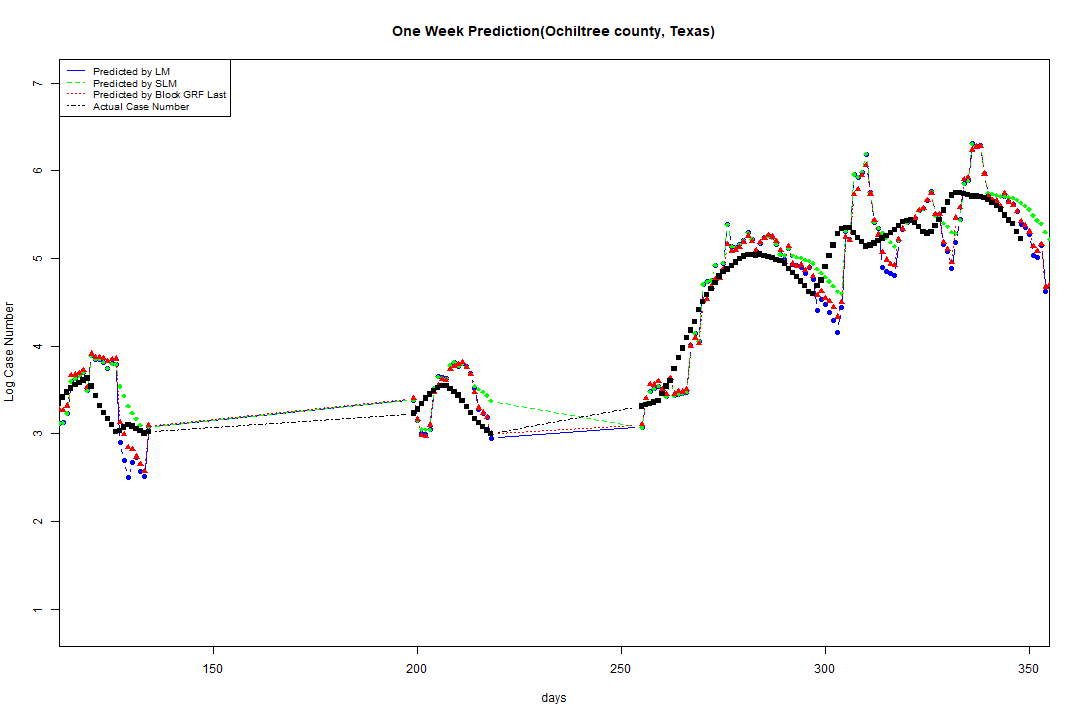 One Week Prediction(Ochiltree county, Texas)
Predicted by LM
Predicted by SLM
Predicted by Block GRF Last
Actual Case Number
7
6
5
4
3
2
1
Log Case Number
150
200
250
300
350
days